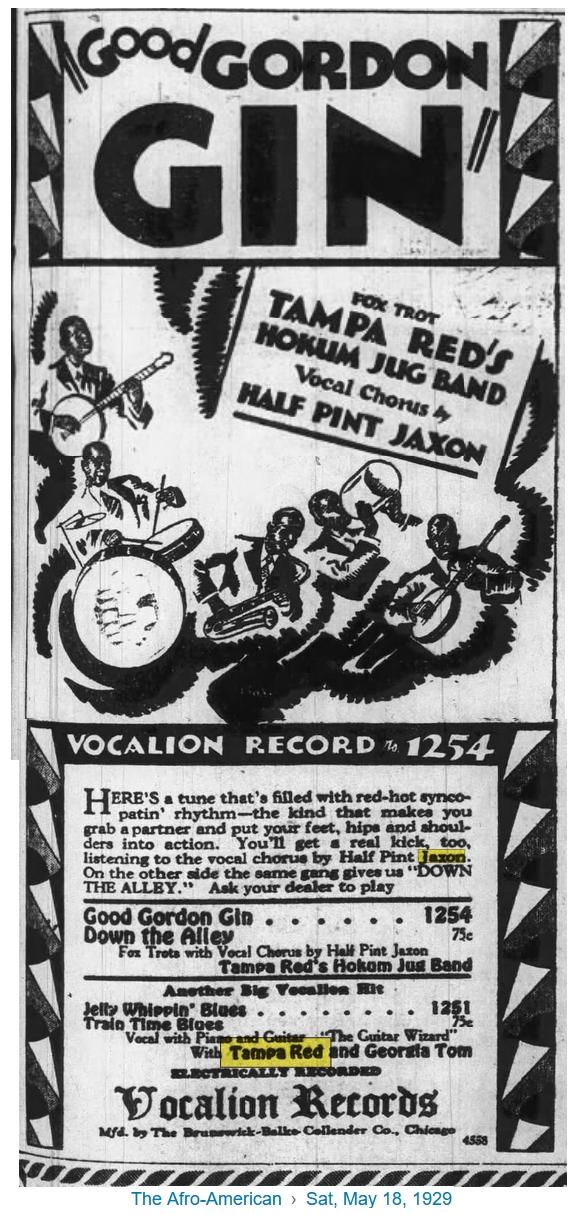 "Good GORDON
GIN"
FOX TROT
TAMPA RED'S
HOKUM JUG BAND
Vocal Chorus by
HALF PINT JAXON
VOCALION RECORD No. 1254
HERE'S a tune that's filled with red-hot synco-
patin' rhythm—the kind that makes you
grab a partner and put your feet, hips and shoul-
ders into action. You'll get a real kick, too,
listening to the vocal chorus by Half Pint Jaxon.
On the other side the same gang gives us "DOWN
THE ALLEY." Ask your dealer to play
Good Gordon Gin . . . . . . 1254
Down the Alley 75c
Fox Trots with Vocal Chorus by Half Pint Jaxon
Tampa Red's Hokum Jug Band
Another Big Vocalion Hit
Jelly Whippin' Blues . . . . . . . . 1251
Train Time Blues 75c
Vocal with Piano and Guitar "The Guitar Wizard"
With Tampa Red and Georgia Tom
ELECTRICALLY RECORDED
Vocalion Records
Mfd. by The Brunswick-Balke-Collender Co., Chicago
4558
The Afro-American › Sat, May 18, 1929